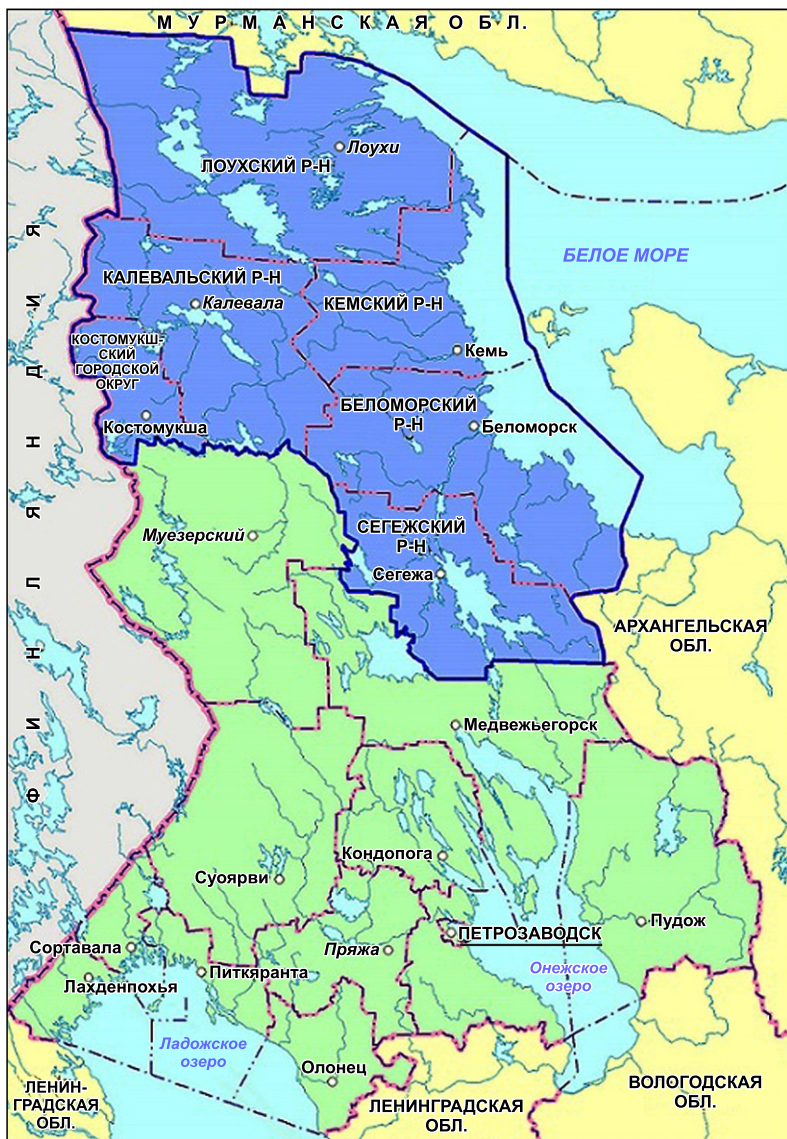 МУРМАНСКАЯ ОБЛ.
Лоухи
ЛОУХСКИЙ Р-Н
БЕЛОЕ МОРЕ
КАЛЕВАЛЬСКИЙ Р-Н
Калевала
КЕМСКИЙ Р-Н
КОСТОМУКШ-
СКИЙ
ГОРОДСКОЙ
ОКРУГ
Кемь
Костомукша
БЕЛОМОРСКИЙ
Р-Н
Беломорск
ФИНЛЯНДИЯ
Муезерский
СЕГЕЖСКИЙ
Р-Н
Сегежа
АРХАНГЕЛЬСКАЯ
ОБЛ.
Медвежьегорск
Суоярви
Кондопога
Пудож
ПЕТРОЗАВОДСК
Сортавала
Пряжа
Питкяранта
Лахденпохья
Онежское
озеро
Ладожское
озеро
Олонец
ЛЕНИН-
ГРАДСКАЯ
ОБЛ.
ЛЕНИНГРАДСКАЯ
ОБЛ.
ВОЛОГОДСКАЯ
ОБЛ.